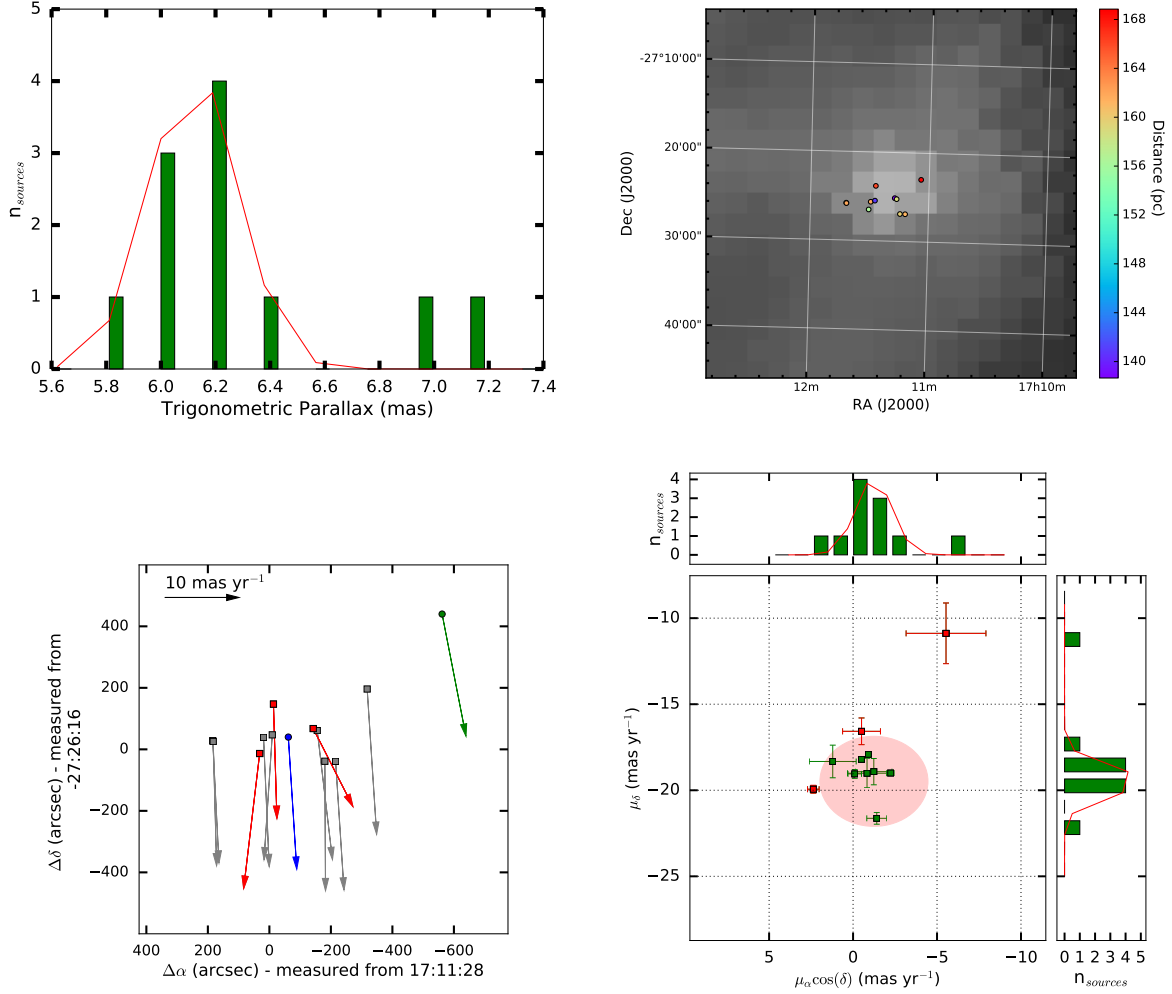 5
4
3
2
1
0
n_sources
5.6 5.8 6.0 6.2 6.4 6.6 6.8 7.0 7.2 7.4
Trigonometric Parallax (mas)
-27°10'00"
20'00"
30'00"
40'00"
Dec (J2000)
12m 11m 17h10m
RA (J2000)
168
164
160
156
152
148
144
140
Distance (pc)
10 mas yr⁻¹
400
200
0
−200
−400
Δδ (arcsec) - measured from
-27:26:16
400 200 0 −200 −400 −600
Δα (arcsec) - measured from 17:11:28
4
3
2
1
0
n_sources
−10
−15
−20
−25
μ_δ (mas yr⁻¹)
5 0 −5 −10
μ_α cos(δ) (mas yr⁻¹)
0 1 2 3 4 5
n_sources